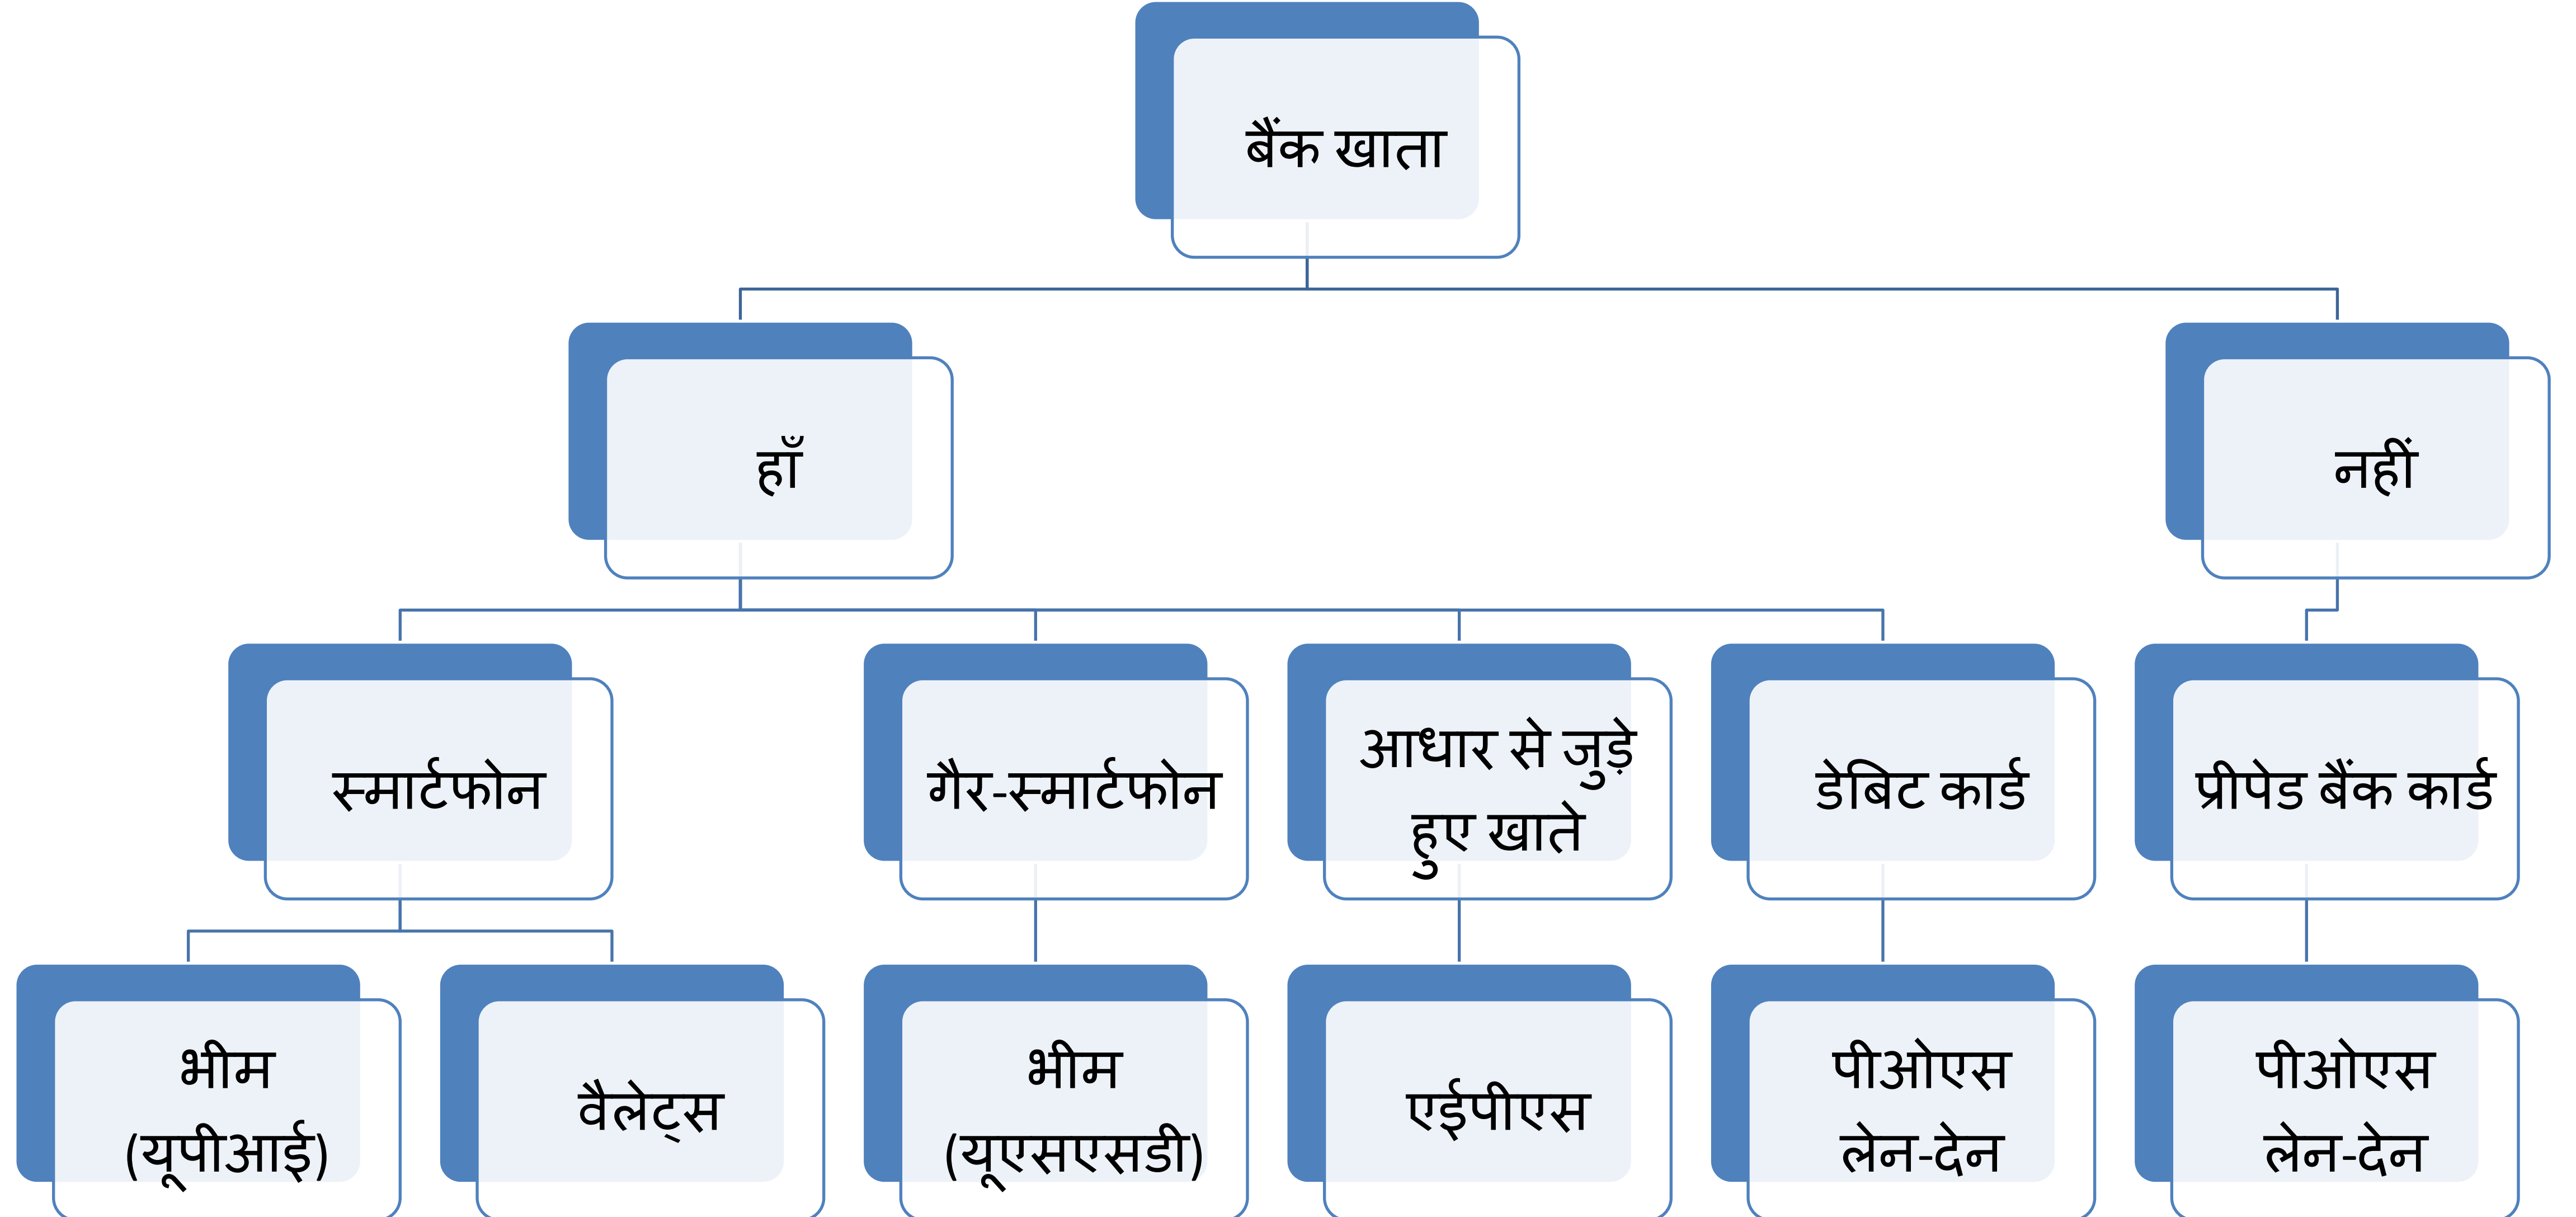 बैंक खाता
हाँ
नहीं
स्मार्टफोन
गैर-स्मार्टफोन
आधार से जुड़े
हुए खाते
डेबिट कार्ड
प्रीपेड बैंक कार्ड
भीम
(यूपीआई)
वैलेट्स
भीम
(यूएसएसडी)
एईपीएस
पीओएस
लेन-देन
पीओएस
लेन-देन